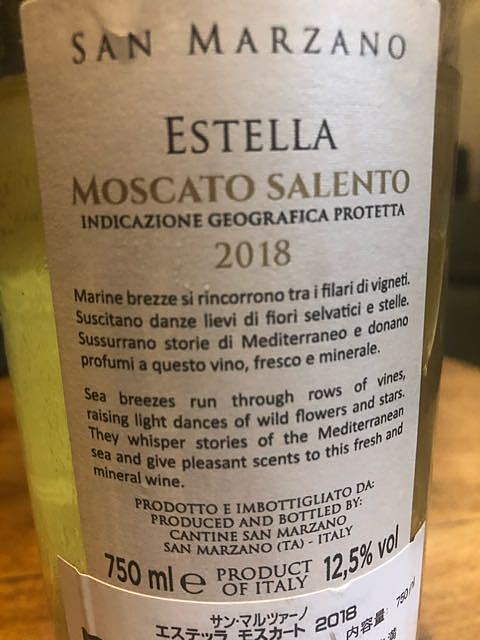 SAN MARZANO
ESTELLA
MOSCATO SALENTO
INDICAZIONE GEOGRAFICA PROTETTA
2018
Marine brezze si rincorrono tra i filari di vigneti.
Suscitano danze lievi di fiori selvatici e stelle.
Sussurrano storie di Mediterraneo e donano
profumi a questo vino, fresco e minerale.
Sea breezes run through rows of vines,
raising light dances of wild flowers and stars.
They whisper stories of the Mediterranean
sea and give pleasant scents to this fresh and
mineral wine.
PRODOTTO E IMBOTTIGLIATO DA:
PRODUCED AND BOTTLED BY:
CANTINE SAN MARZANO
SAN MARZANO (TA) - ITALY
750 ml e PRODUCT OF ITALY 12,5% vol
サン・マルツァーノ
エステッラ モスカート 2018
内容量: 750ml